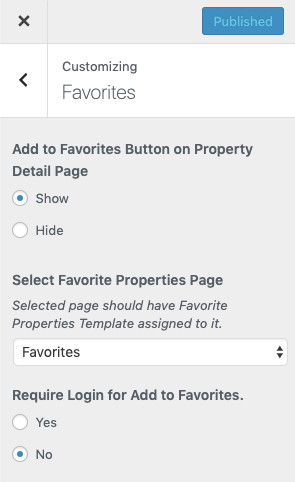 Published
Customizing
Favorites
Add to Favorites Button on Property
Detail Page
Show
Hide
Select Favorite Properties Page
Selected page should have Favorite
Properties Template assigned to it.
Favorites
Require Login for Add to Favorites.
Yes
No